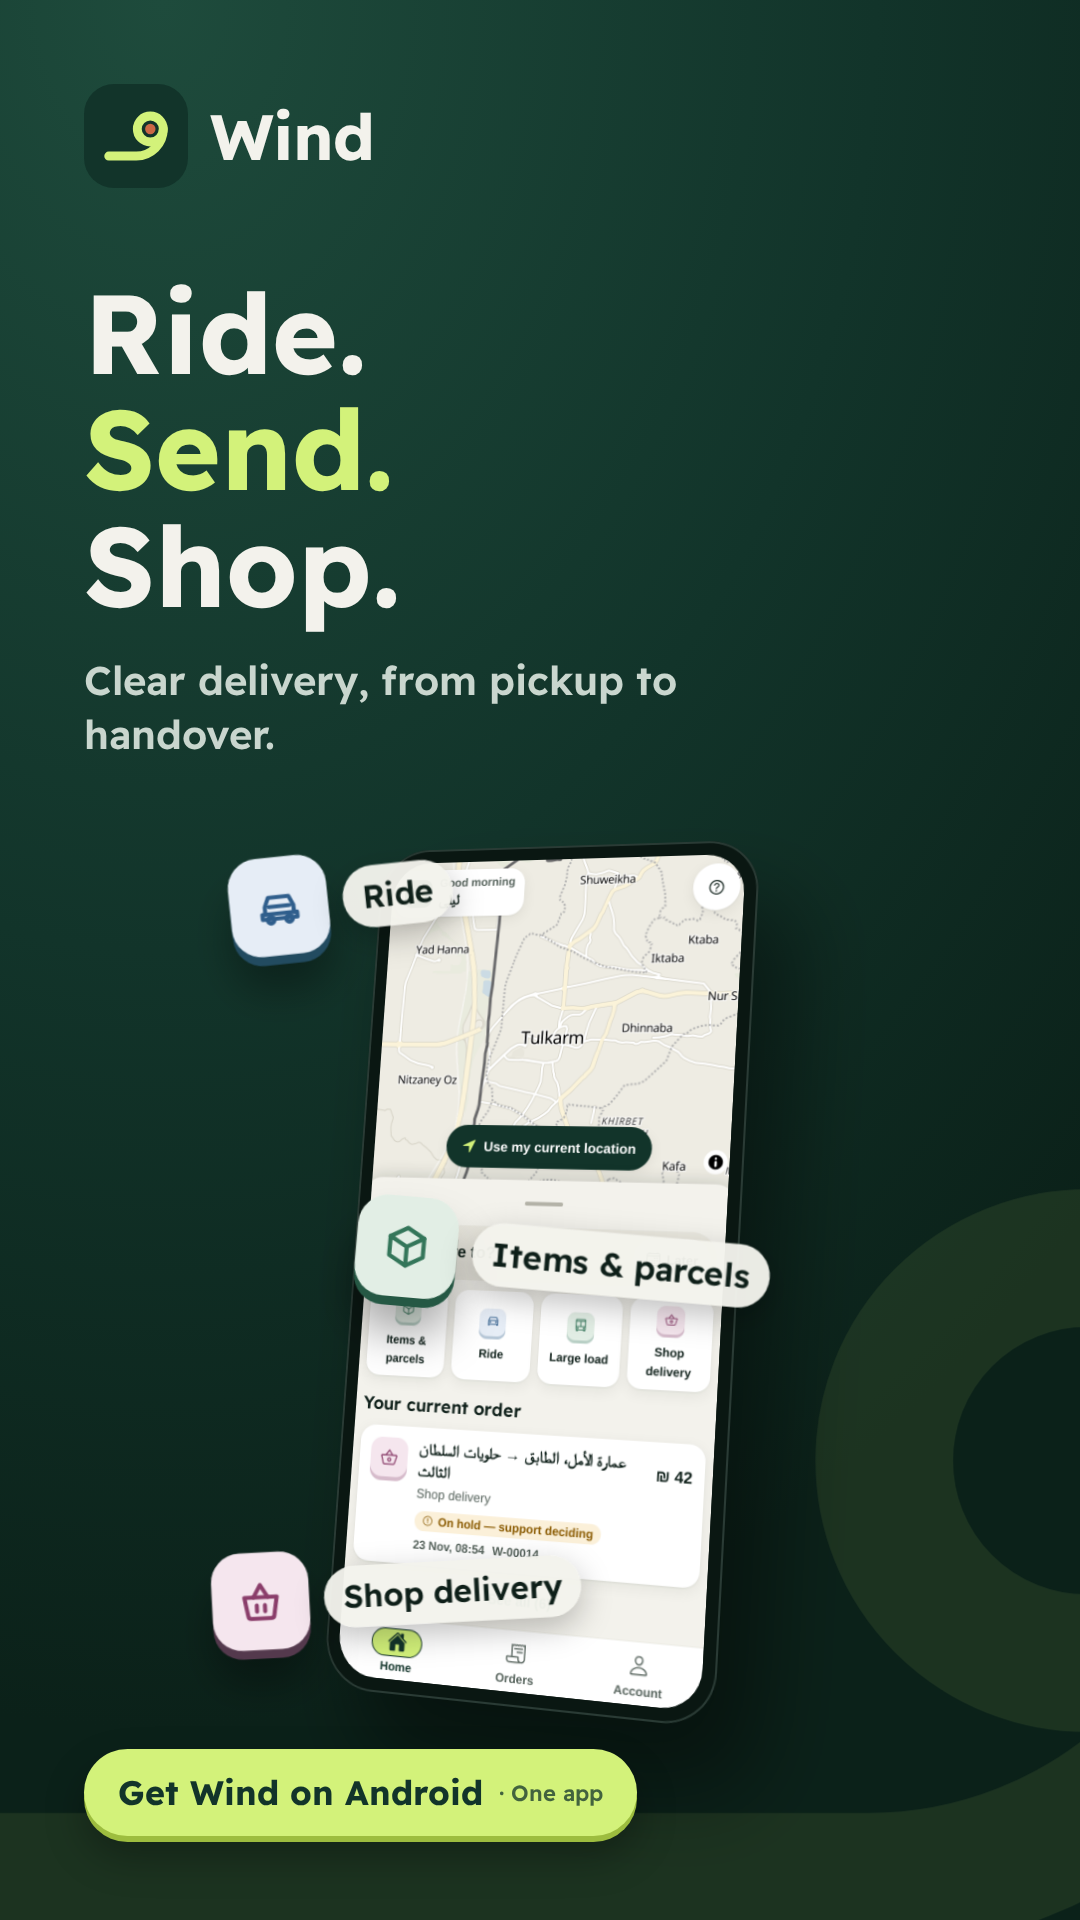 Wind
Ride.
Send.
Shop.
Clear delivery, from pickup to
handover.
Ride
ood morning
Shuweikha
Ktaba
Iktaba
Yad Hanna
Nur S
Dhinnaba
Tulkarm
Nitzaney Oz
KHIRBET
Use my current location
Kafa
Items & parcels
Items &
parcels
Ride
Large load
Shop
delivery
Your current order
عمارة الأمل، الطابق → حلويات السلطان
الثالث
₪ 42
Shop delivery
On hold — support deciding
23 Nov, 08:54 W-00014
Shop delivery
Home
Orders
Account
Get Wind on Android · One app